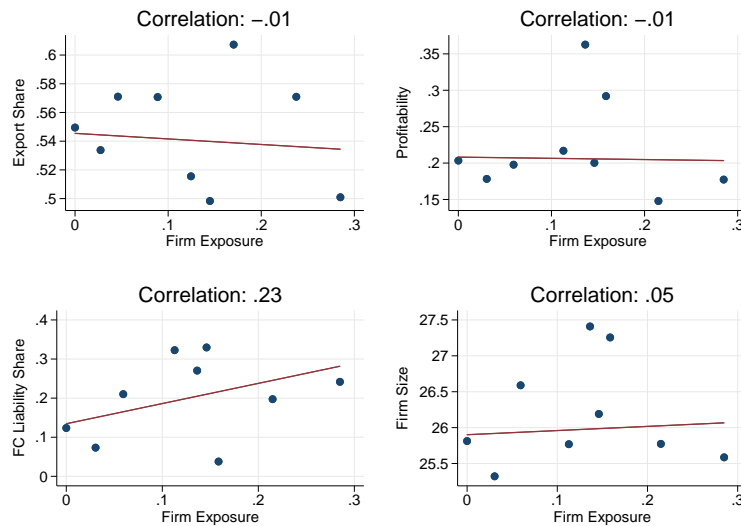 Correlation: −.01
.6
.58
.56
.54
.52
.5
Export Share
0 .1 .2 .3
Firm Exposure
Correlation: −.01
.35
.3
.25
.2
.15
Profitability
0 .1 .2 .3
Firm Exposure
Correlation: .23
.4
.3
.2
.1
0
FC Liability Share
0 .1 .2 .3
Firm Exposure
Correlation: .05
27.5
27
26.5
26
25.5
Firm Size
0 .1 .2 .3
Firm Exposure